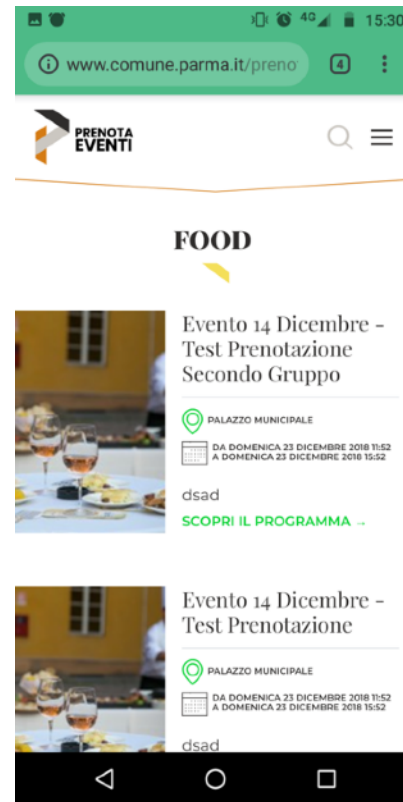 4G 15:30
www.comune.parma.it/preno
4
PRENOTA
EVENTI
FOOD
Evento 14 Dicembre -
Test Prenotazione
Secondo Gruppo
PALAZZO MUNICIPALE
DA DOMENICA 23 DICEMBRE 2018 11:52
A DOMENICA 23 DICEMBRE 2018 15:52
dsad
SCOPRI IL PROGRAMMA →
Evento 14 Dicembre -
Test Prenotazione
PALAZZO MUNICIPALE
DA DOMENICA 23 DICEMBRE 2018 11:52
A DOMENICA 23 DICEMBRE 2018 15:52
dsad